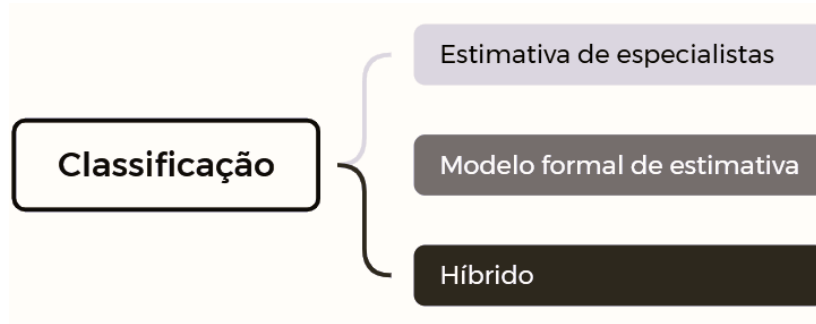 Classificação
Estimativa de especialistas
Modelo formal de estimativa
Híbrido